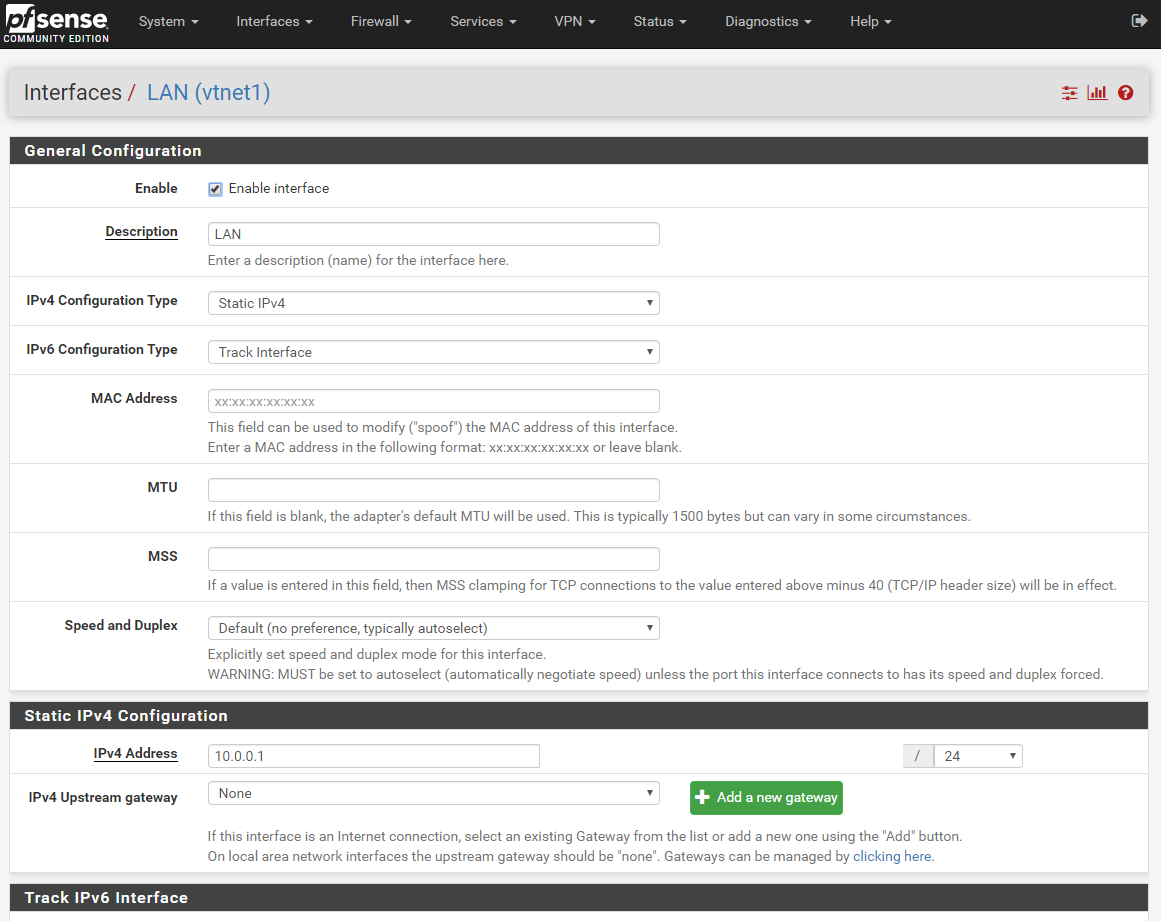 pfsense
COMMUNITY EDITION
System Interfaces Firewall Services VPN Status Diagnostics Help
Interfaces / LAN (vtnet1)
General Configuration
Enable Enable interface
Description LAN
Enter a description (name) for the interface here.
IPv4 Configuration Type Static IPv4
IPv6 Configuration Type Track Interface
MAC Address xx:xx:xx:xx:xx:xx
This field can be used to modify ("spoof") the MAC address of this interface.
Enter a MAC address in the following format: xx:xx:xx:xx:xx:xx or leave blank.
MTU
If this field is blank, the adapter's default MTU will be used. This is typically 1500 bytes but can vary in some circumstances.
MSS
If a value is entered in this field, then MSS clamping for TCP connections to the value entered above minus 40 (TCP/IP header size) will be in effect.
Speed and Duplex Default (no preference, typically autoselect)
Explicitly set speed and duplex mode for this interface.
WARNING: MUST be set to autoselect (automatically negotiate speed) unless the port this interface connects to has its speed and duplex forced.
Static IPv4 Configuration
IPv4 Address 10.0.0.1 / 24
IPv4 Upstream gateway None Add a new gateway
If this interface is an Internet connection, select an existing Gateway from the list or add a new one using the "Add" button.
On local area network interfaces the upstream gateway should be "none". Gateways can be managed by clicking here.
Track IPv6 Interface